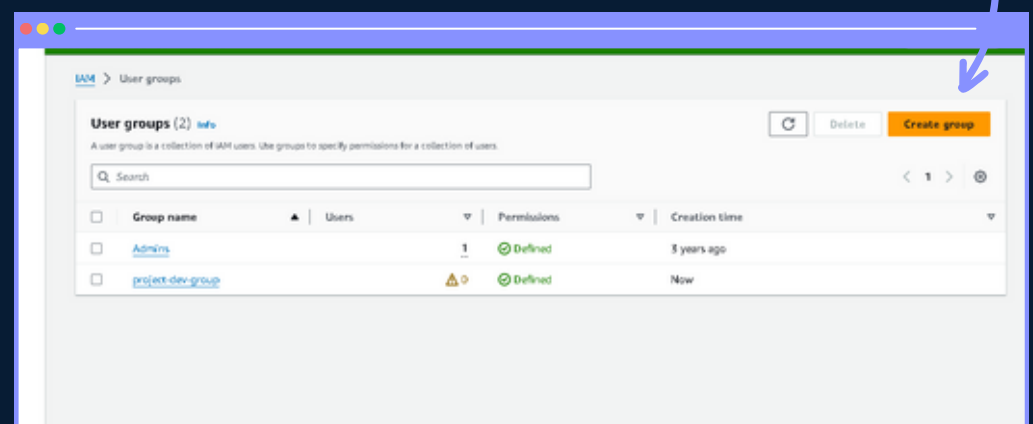 IAM > User groups
User groups (2) Info
Delete
Create group
A user group is a collection of IAM users. Use groups to specify permissions for a collection of users.
Search
< 1 >
Group name Users Permissions Creation time
Admins 1 Defined 3 years ago
project-dev-group 0 Defined Now